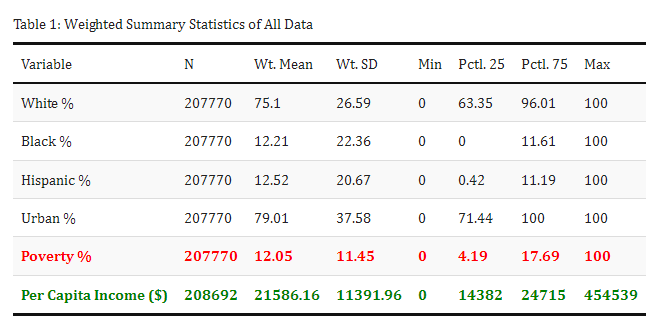 Table 1: Weighted Summary Statistics of All Data
Variable N Wt. Mean Wt. SD Min Pctl. 25 Pctl. 75 Max
White % 207770 75.1 26.59 0 63.35 96.01 100
Black % 207770 12.21 22.36 0 0 11.61 100
Hispanic % 207770 12.52 20.67 0 0.42 11.19 100
Urban % 207770 79.01 37.58 0 71.44 100 100
Poverty % 207770 12.05 11.45 0 4.19 17.69 100
Per Capita Income ($) 208692 21586.16 11391.96 0 14382 24715 454539